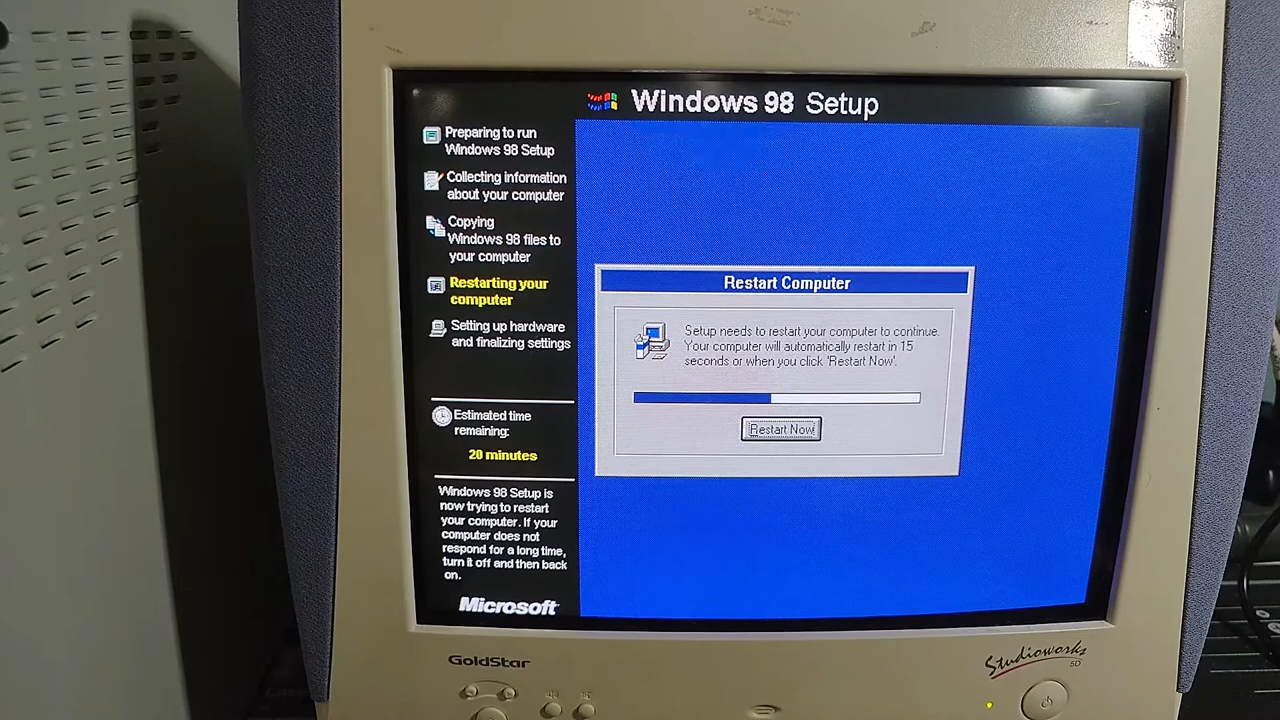 Windows 98 Setup
Preparing to run
Windows 98 Setup
Collecting information
about your computer
Copying
Windows 98 files to
your computer
Restarting your
computer
Setting up hardware
and finalizing settings
Estimated time
remaining:
20 minutes
Windows 98 Setup is
now trying to restart
your computer. If your
computer does not
respond for a long time,
turn it off and then back
on.
Microsoft
Restart Computer
Setup needs to restart your computer to continue.
Your computer will automatically restart in 15
seconds or when you click 'Restart Now'.
Restart Now
GoldStar
Studioworks
5D